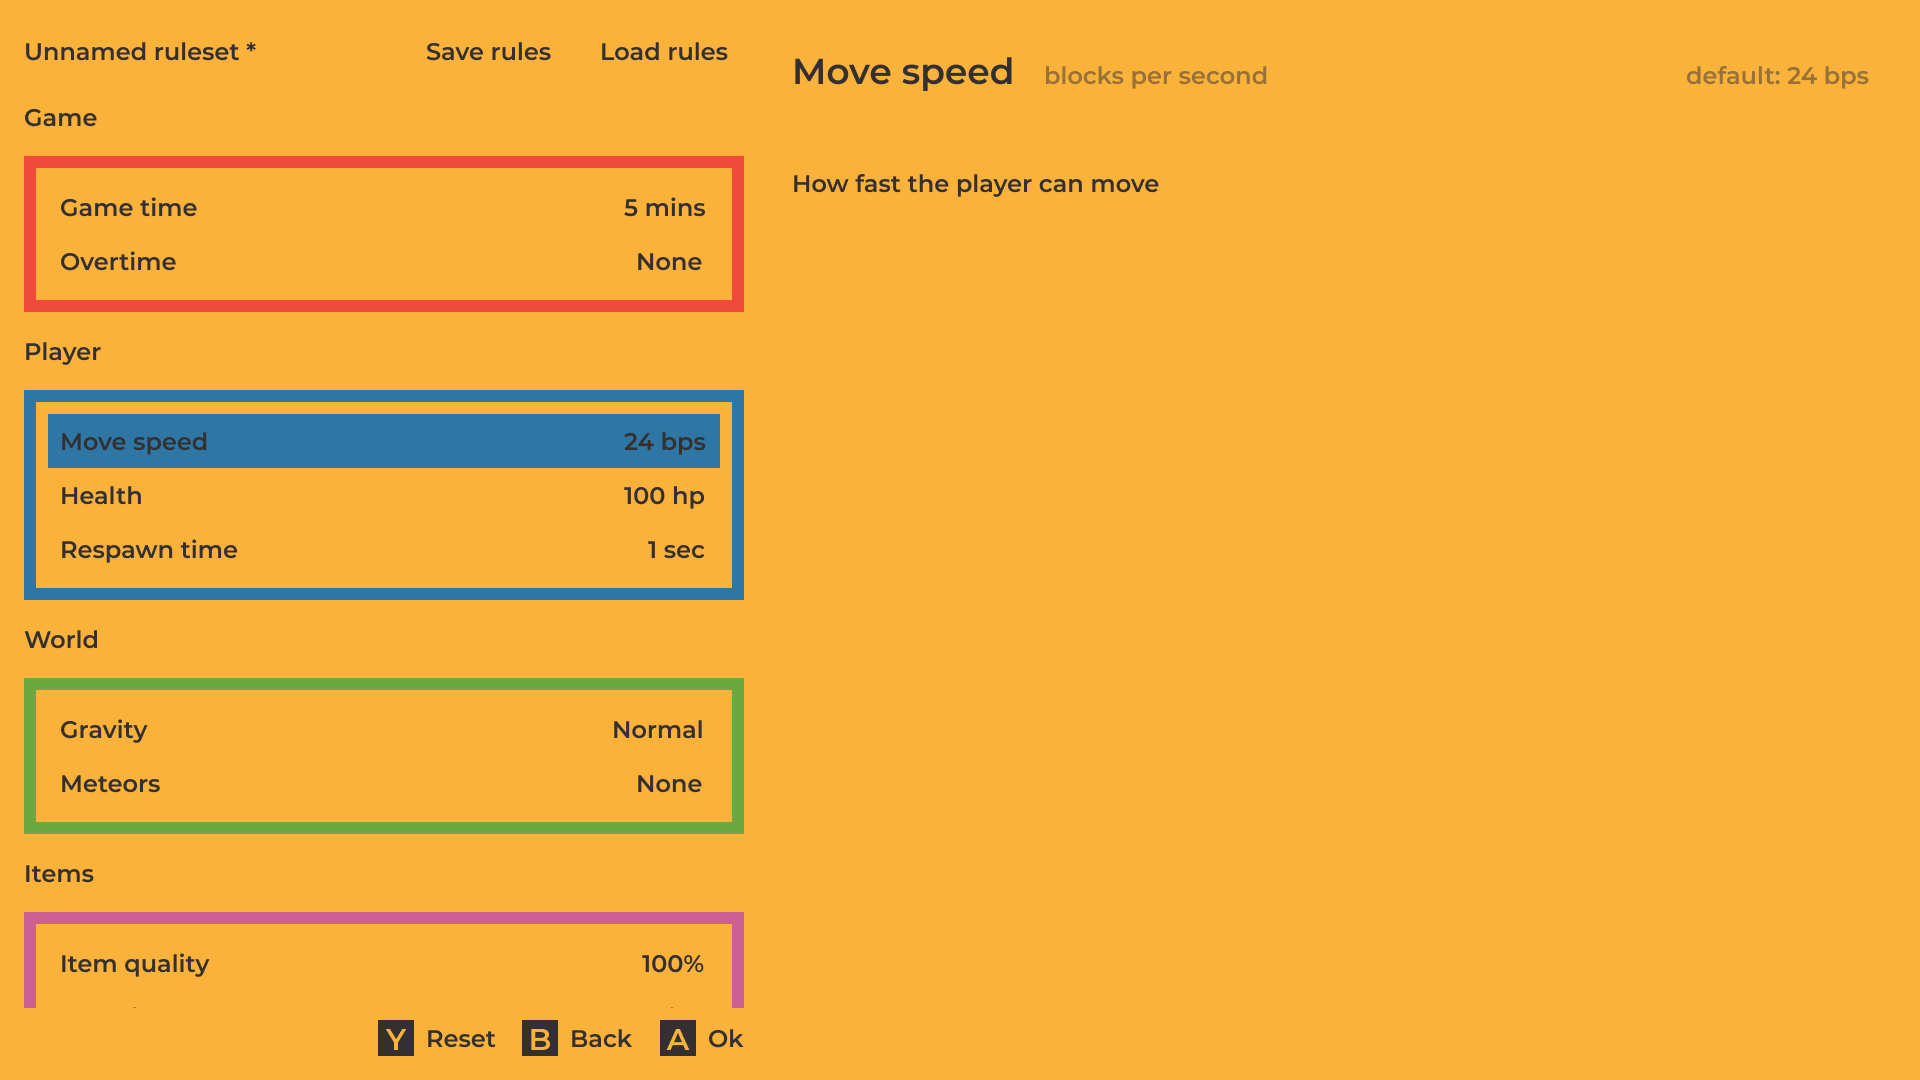 Unnamed ruleset * Save rules Load rules
Game
Game time 5 mins
Overtime None
Player
Move speed 24 bps
Health 100 hp
Respawn time 1 sec
World
Gravity Normal
Meteors None
Items
Item quality 100%
Y Reset B Back A Ok
Move speed blocks per second default: 24 bps
How fast the player can move